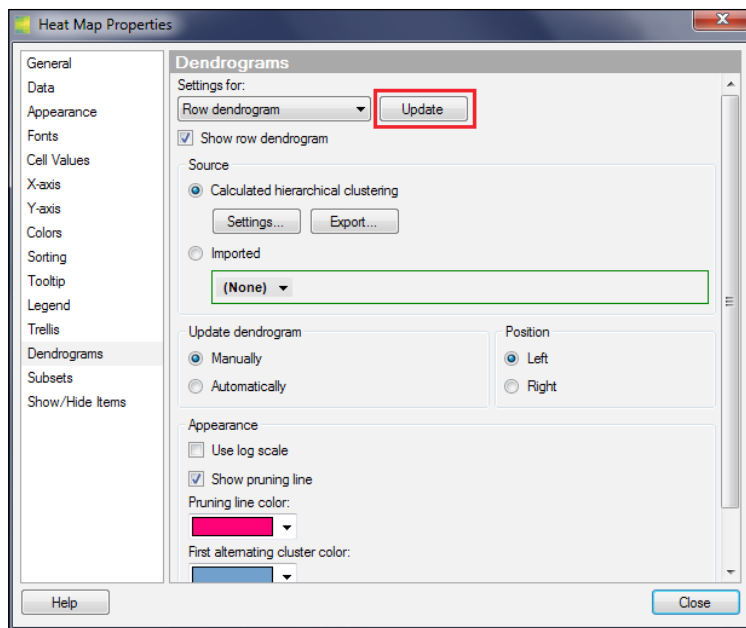 Heat Map Properties
General
Data
Appearance
Fonts
Cell Values
X-axis
Y-axis
Colors
Sorting
Tooltip
Legend
Trellis
Dendrograms
Subsets
Show/Hide Items
Dendrograms
Settings for:
Row dendrogram
Update
Show row dendrogram
Source
Calculated hierarchical clustering
Settings...
Export...
Imported
(None)
Update dendrogram
Manually
Automatically
Position
Left
Right
Appearance
Use log scale
Show pruning line
Pruning line color:
First alternating cluster color:
Help
Close